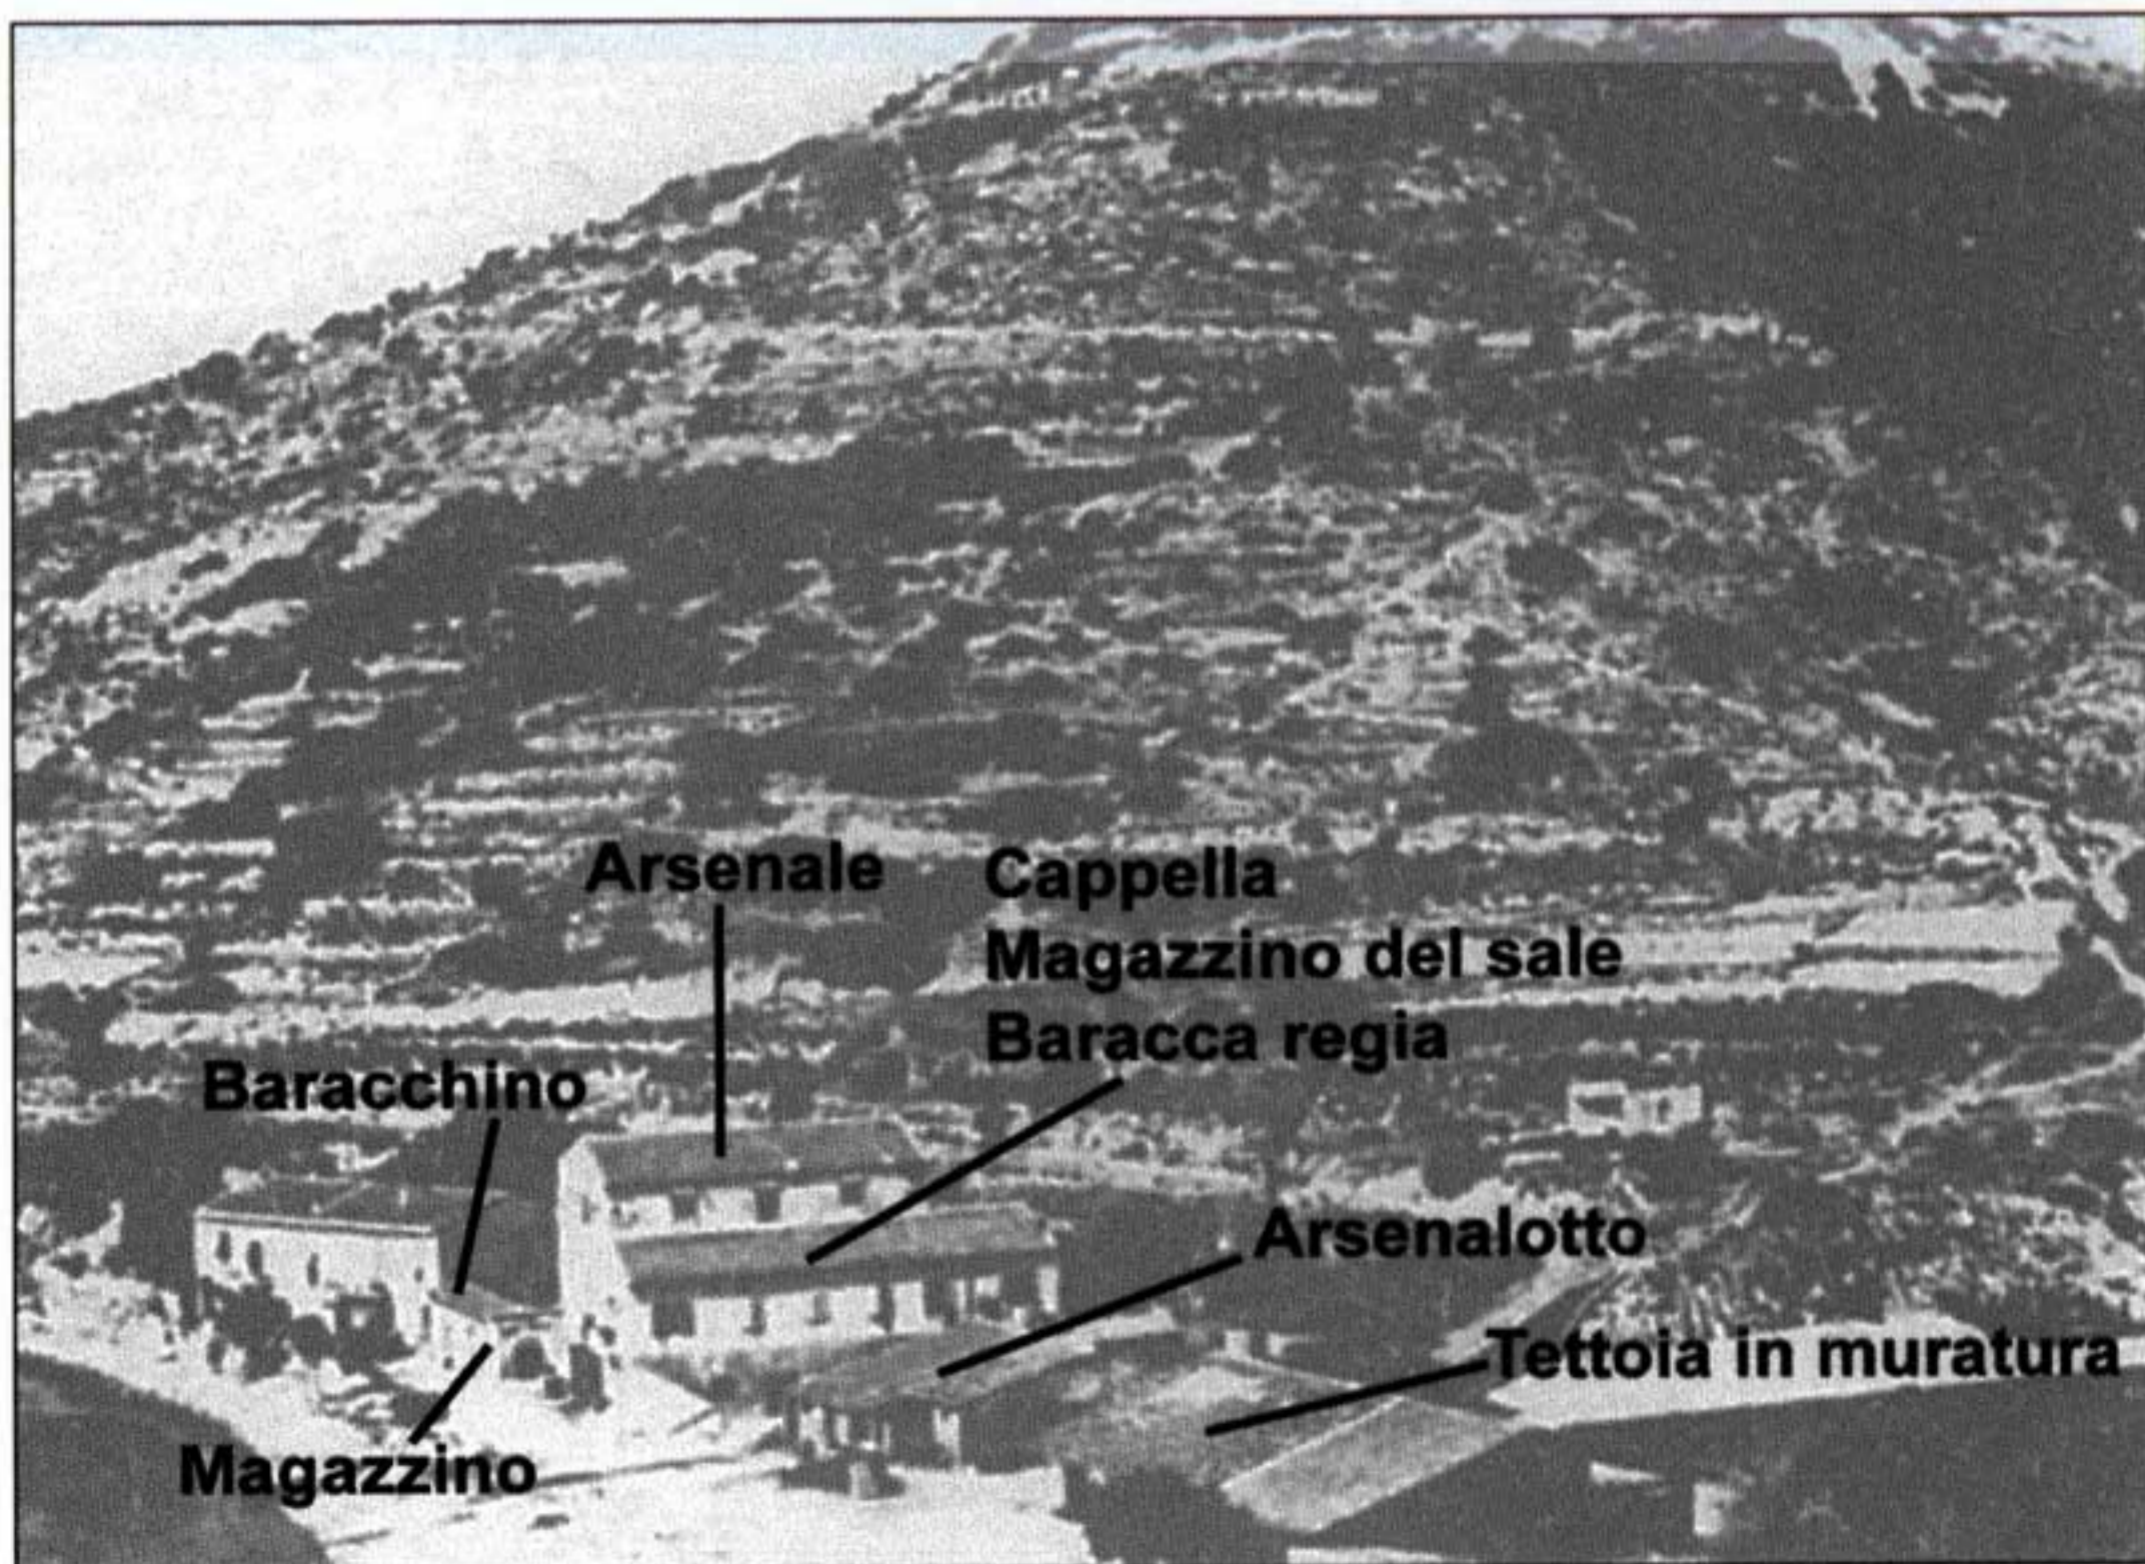 Arsenale
Cappella
Magazzino del sale
Baracca regia
Baracchino
Arsenalotto
Tettoia in muratura
Magazzino